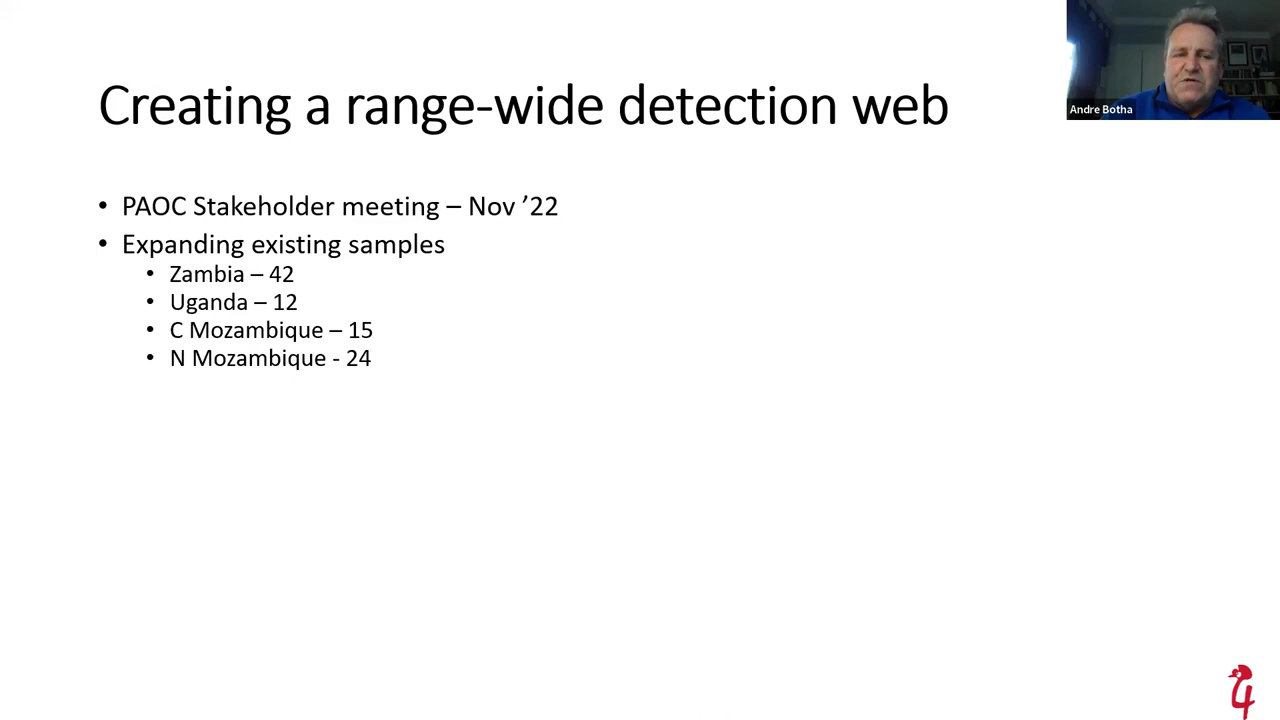 Creating a range-wide detection web
Andre Botha
• PAOC Stakeholder meeting – Nov ’22
• Expanding existing samples
• Zambia – 42
• Uganda – 12
• C Mozambique – 15
• N Mozambique - 24